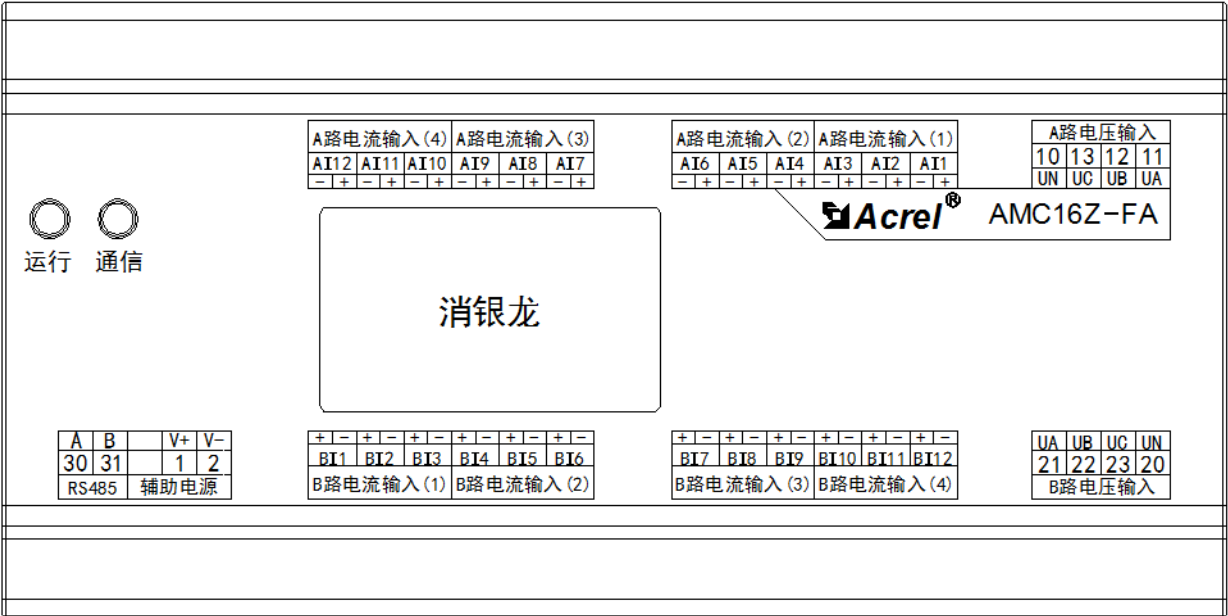 A路电流输入(4) A路电流输入(3) A路电流输入(2) A路电流输入(1) A路电压输入
AI12 AI11 AI10 AI9 AI8 AI7 AI6 AI5 AI4 AI3 AI2 AI1 10 13 12 11
- + - + - + - + - + - + - + - + - + - + - + - + UN UC UB UA
Acrel® AMC16Z-FA
运行 通信
消银龙
A B V+ V- + - + - + - + - + - + - + - + - + - + - + - + - UA UB UC UN
30 31 1 2 BI1 BI2 BI3 BI4 BI5 BI6 BI7 BI8 BI9 BI10 BI11 BI12 21 22 23 20
RS485 辅助电源 B路电流输入(1) B路电流输入(2) B路电流输入(3) B路电流输入(4) B路电压输入